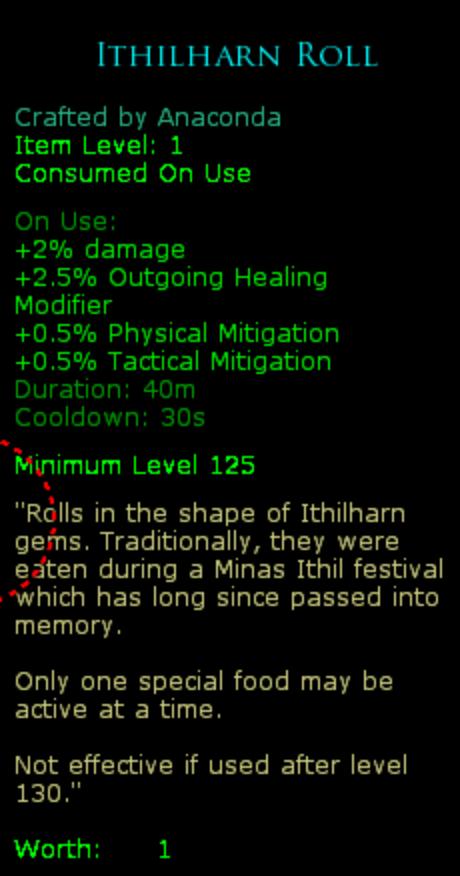 ITHILHARN ROLL
Crafted by Anaconda
Item Level: 1
Consumed On Use
On Use:
+2% damage
+2.5% Outgoing Healing
Modifier
+0.5% Physical Mitigation
+0.5% Tactical Mitigation
Duration: 40m
Cooldown: 30s
Minimum Level 125
"Rolls in the shape of Ithilharn
gems. Traditionally, they were
eaten during a Minas Ithil festival
which has long since passed into
memory.
Only one special food may be
active at a time.
Not effective if used after level
130."
Worth: 1